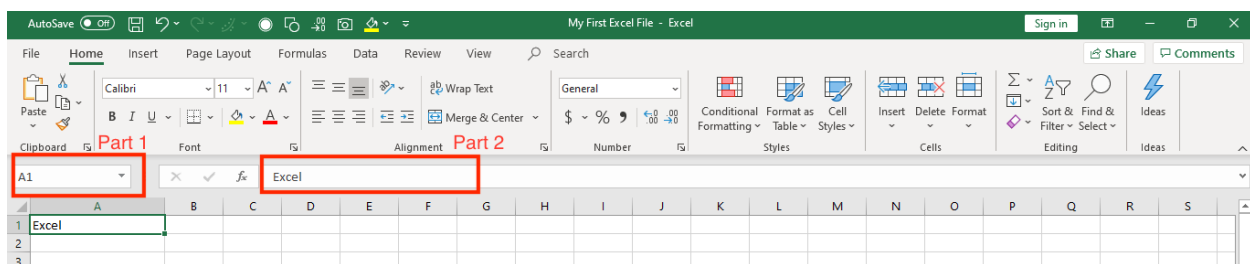 AutoSave Off My First Excel File - Excel Sign in
File Home Insert Page Layout Formulas Data Review View Search Share Comments
Calibri 11 A^ A˅ ab Wrap Text General Σ
Paste B I U A Merge & Center $ % 9 .00 .00 Conditional Format as Cell Insert Delete Format Sort & Find & Ideas
Formatting Table Styles Filter Select
Clipboard Part 1 Font Alignment Part 2 Number Styles Cells Editing Ideas
A1 fx Excel
A B C D E F G H I J K L M N O P Q R S
1 Excel
2
3